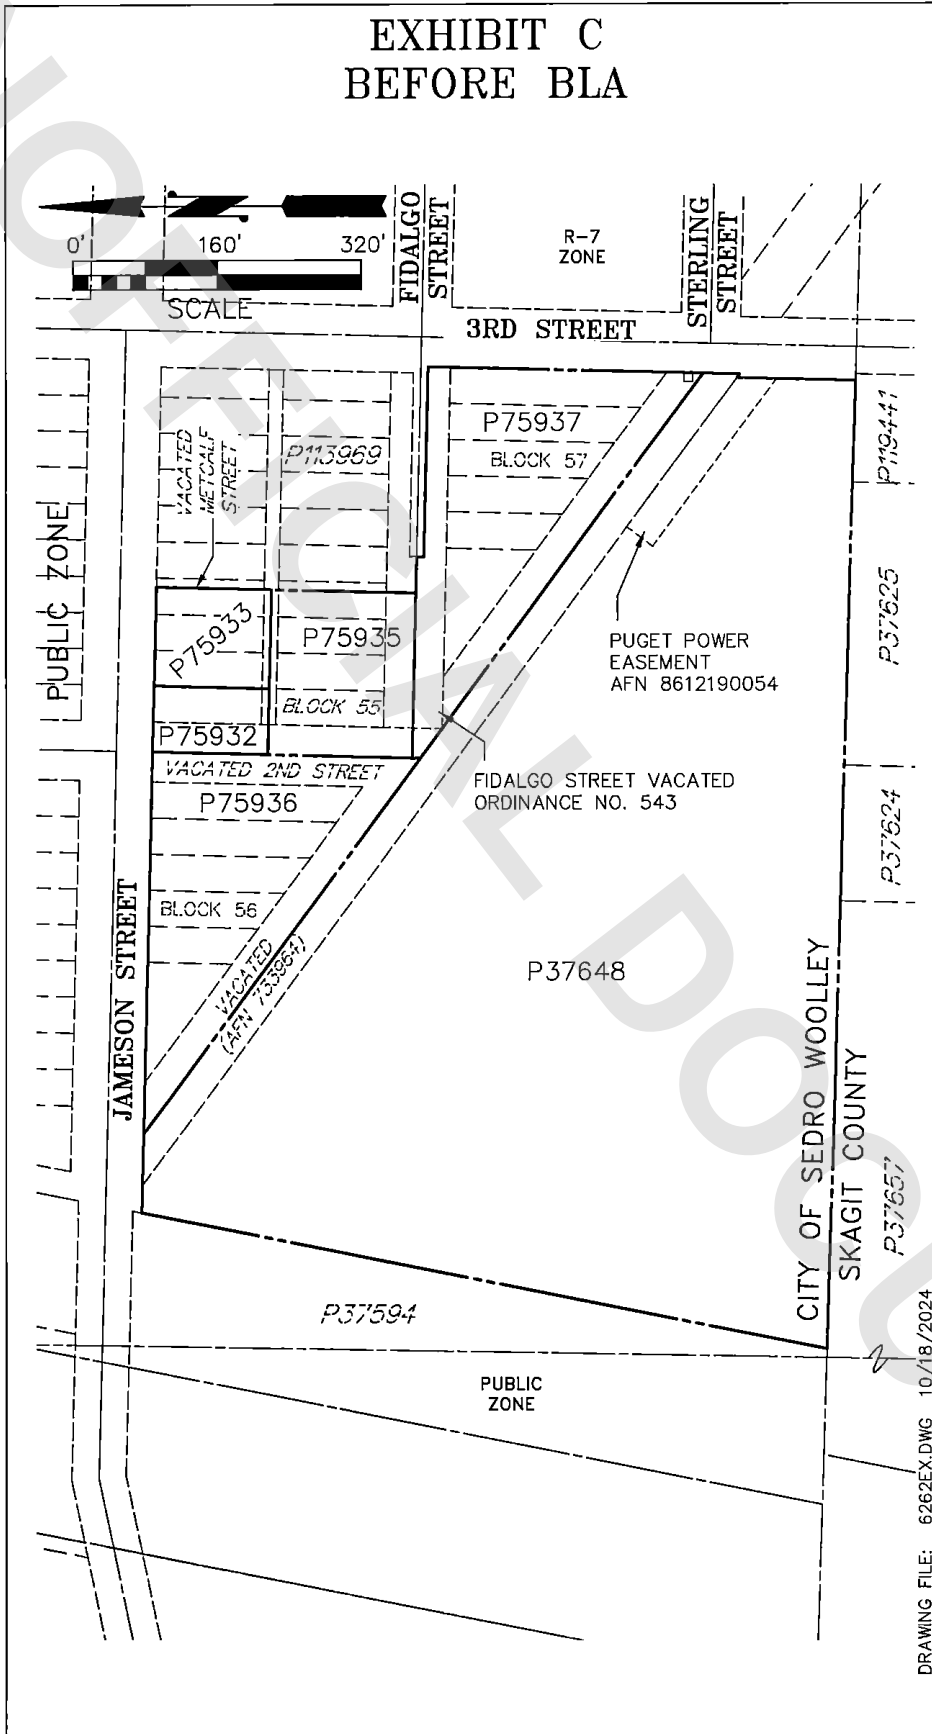 EXHIBIT C
BEFORE BLA
0' 160' 320'
SCALE
FIDALGO
STREET
R-7
ZONE
STERLING
STREET
3RD STREET
P75937
BLOCK 57
P113969
VACATED
METCALF
STREET
P119441
PUBLIC ZONE
P75933
P75935
P37625
PUGET POWER
EASEMENT
AFN 8612190054
BLOCK 55
P75932
VACATED 2ND STREET
P75936
FIDALGO STREET VACATED
ORDINANCE NO. 543
P37624
BLOCK 56
JAMESON STREET
VACATED
(AFN 733964)
P37648
CITY OF SEDRO WOOLLEY
SKAGIT COUNTY
P37657
P37594
PUBLIC
ZONE
DRAWING FILE: 6262EX.DWG 10/18/2024
OFFICIAL DOCU